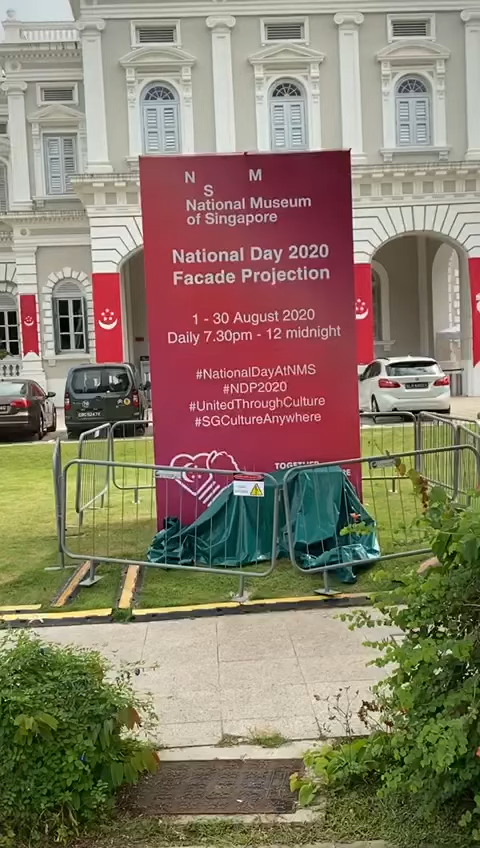 N M
S
National Museum
of Singapore
National Day 2020
Facade Projection
1 - 30 August 2020
Daily 7.30pm - 12 midnight
#NationalDayAtNMS
#NDP2020
#UnitedThroughCulture
#SGCultureAnywhere
TOGETHER